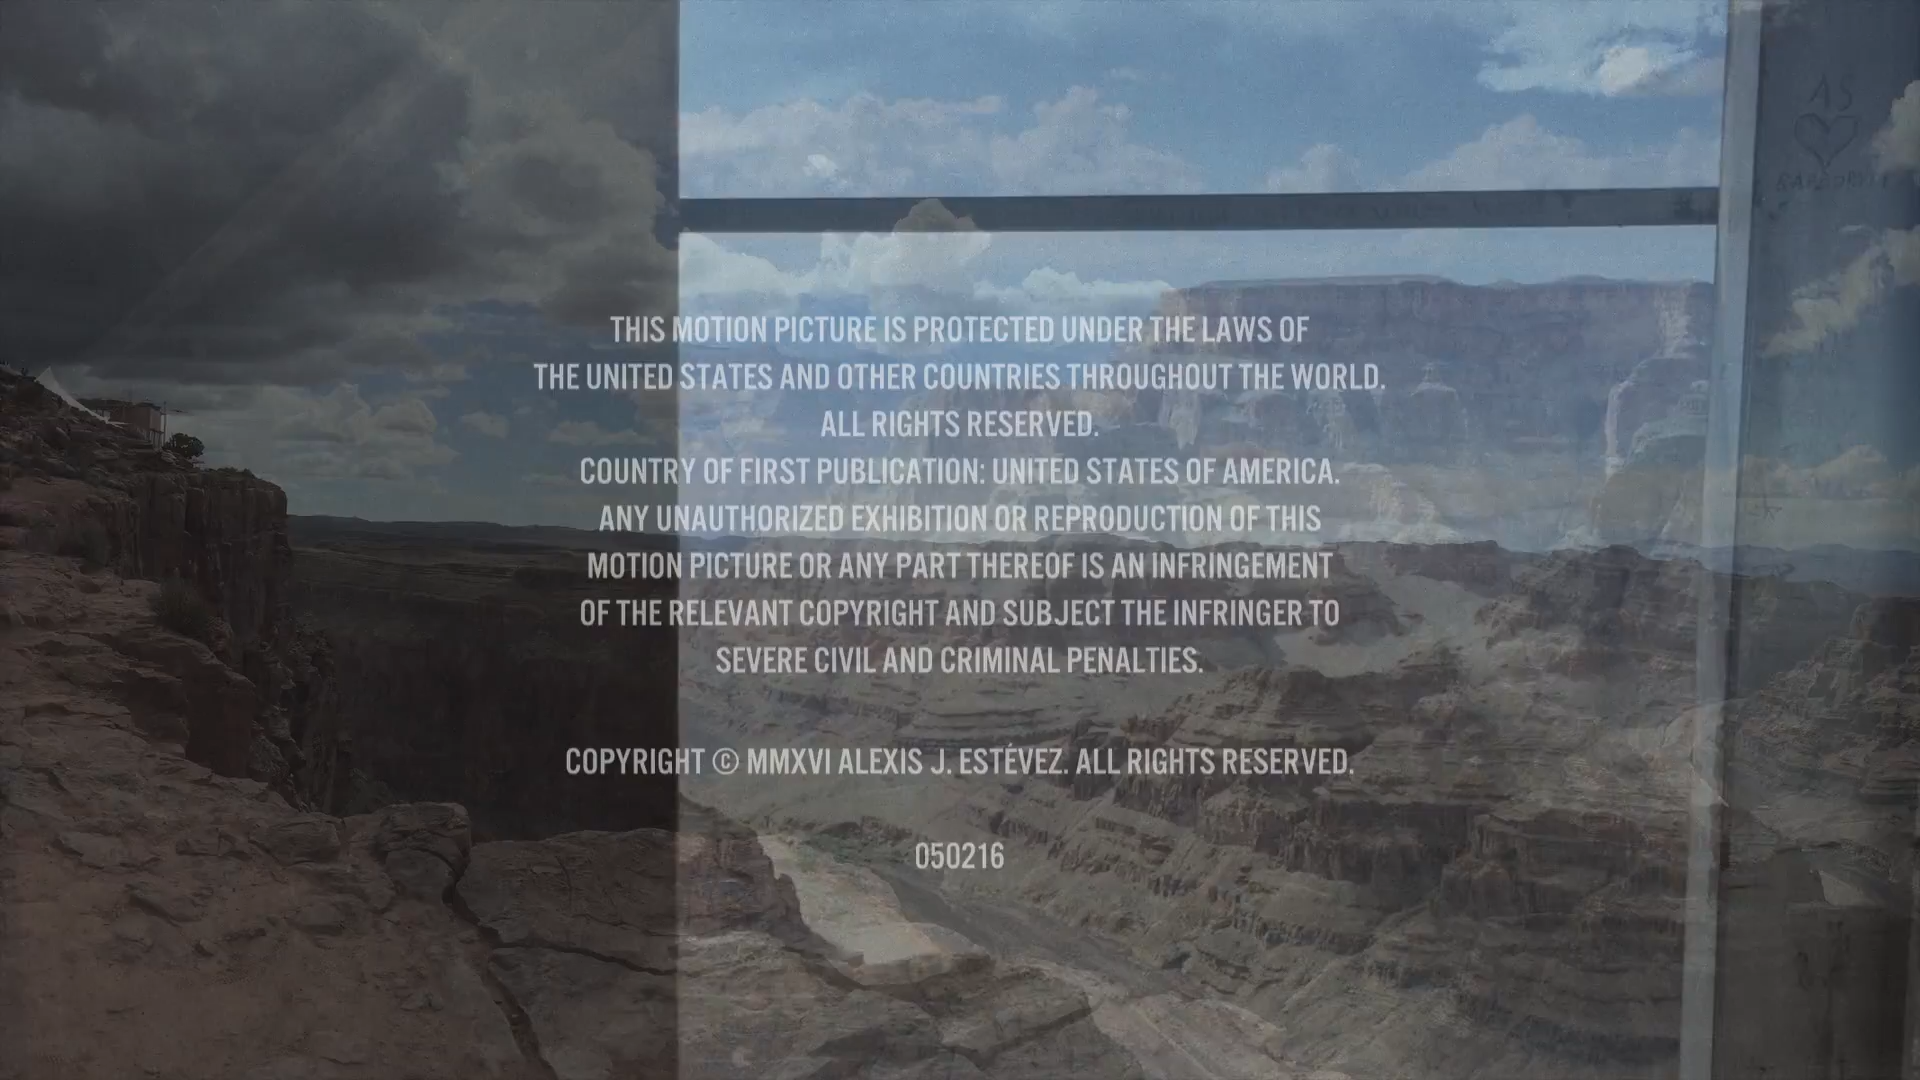 AS
THIS MOTION PICTURE IS PROTECTED UNDER THE LAWS OF
THE UNITED STATES AND OTHER COUNTRIES THROUGHOUT THE WORLD.
ALL RIGHTS RESERVED.
COUNTRY OF FIRST PUBLICATION: UNITED STATES OF AMERICA.
ANY UNAUTHORIZED EXHIBITION OR REPRODUCTION OF THIS
MOTION PICTURE OR ANY PART THEREOF IS AN INFRINGEMENT
OF THE RELEVANT COPYRIGHT AND SUBJECT THE INFRINGER TO
SEVERE CIVIL AND CRIMINAL PENALTIES.
COPYRIGHT © MMXVI ALEXIS J. ESTÉVEZ. ALL RIGHTS RESERVED.
050216